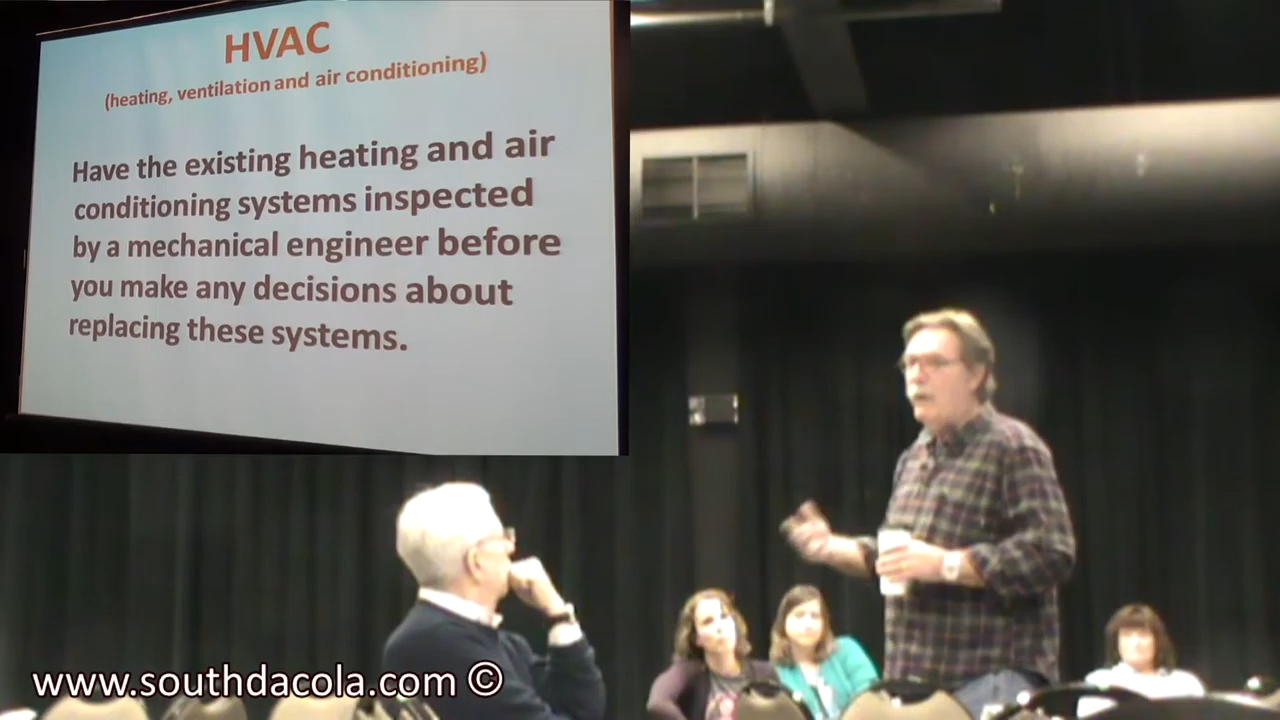 HVAC
(heating, ventilation and air conditioning)
Have the existing heating and air
conditioning systems inspected
by a mechanical engineer before
you make any decisions about
replacing these systems.
www.southdacola.com ©